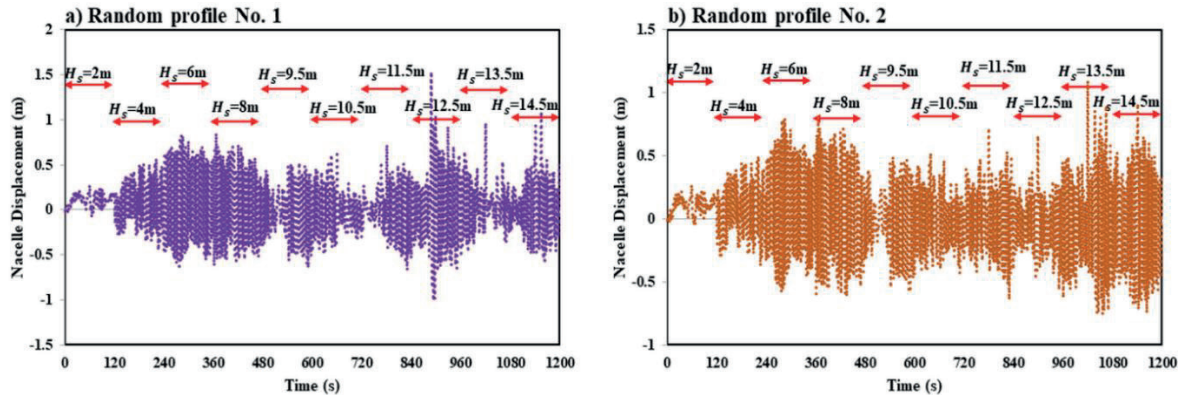 a) Random profile No. 1
2
1.5
1
0.5
0
-0.5
-1
-1.5
Nacelle Displacement (m)
Hs=2m
Hs=4m
Hs=6m
Hs=8m
Hs=9.5m
Hs=10.5m
Hs=11.5m
Hs=12.5m
Hs=13.5m
Hs=14.5m
0 120 240 360 480 600 720 840 960 1080 1200
Time (s)
b) Random profile No. 2
1.5
1
0.5
0
-0.5
-1
Nacelle Displacement (m)
Hs=2m
Hs=4m
Hs=6m
Hs=8m
Hs=9.5m
Hs=10.5m
Hs=11.5m
Hs=12.5m
Hs=13.5m
Hs=14.5m
0 120 240 360 480 600 720 840 960 1080 1200
Time (s)